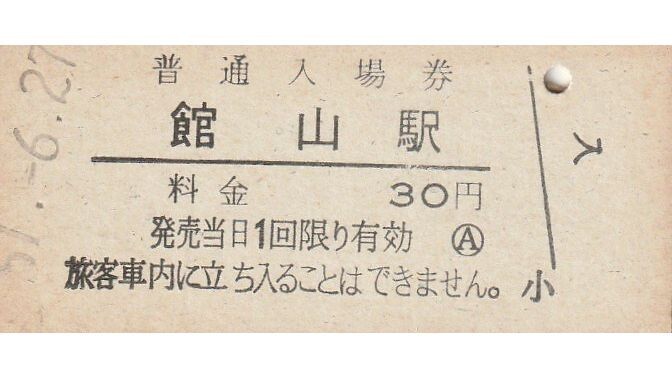 普通入場券
館山駅
料金 30円
発売当日1回限り有効 Ⓐ
旅客車内に立ち入ることはできません。
入
小
-6.27